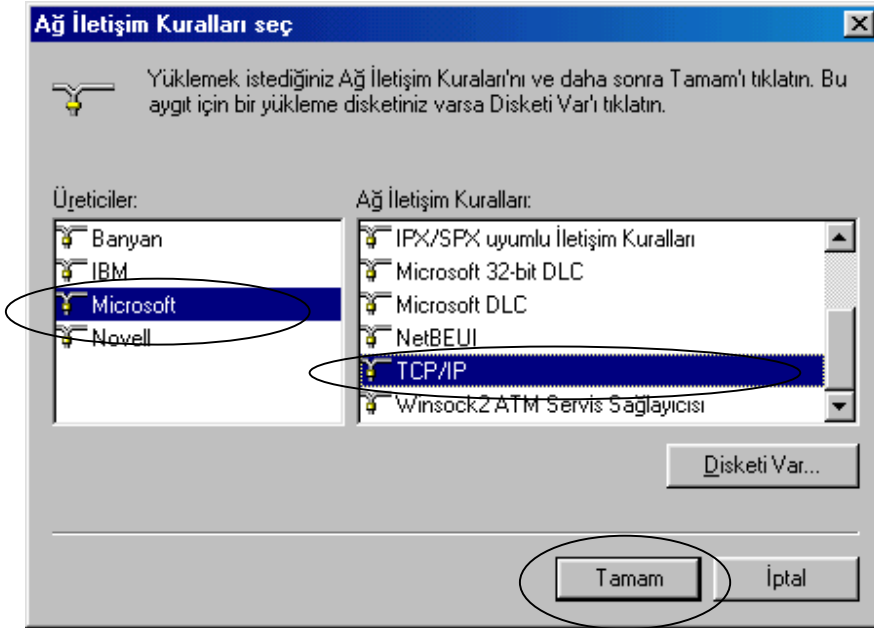 Ağ İletişim Kuralları seç
Yüklemek istediğiniz Ağ İletişim Kuraları'nı ve daha sonra Tamam'ı tıklatın. Bu
aygıt için bir yükleme disketiniz varsa Disketi Var'ı tıklatın.
Üreticiler:
Banyan
IBM
Microsoft
Novell
Ağ İletişim Kuralları:
IPX/SPX uyumlu İletişim Kuralları
Microsoft 32-bit DLC
Microsoft DLC
NetBEUI
TCP/IP
Winsock2 ATM Servis Sağlayıcısı
Disketi Var...
Tamam
İptal